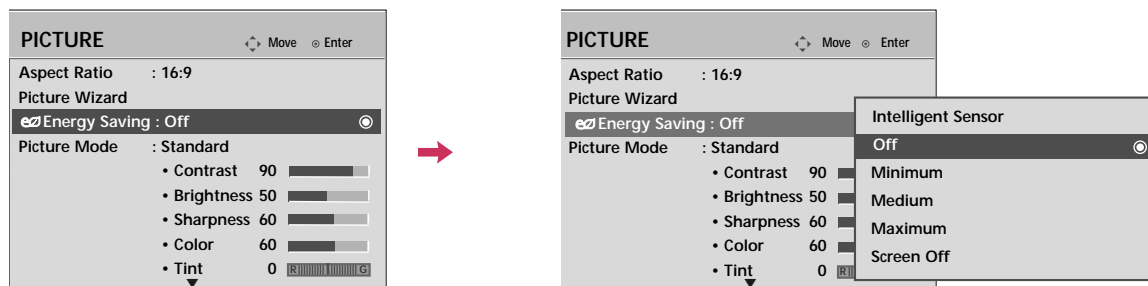 PICTURE Move Enter
Aspect Ratio : 16:9
Picture Wizard
Energy Saving : Off
Picture Mode : Standard
• Contrast 90
• Brightness 50
• Sharpness 60
• Color 60
• Tint 0 R G
PICTURE Move Enter
Aspect Ratio : 16:9
Picture Wizard
Energy Saving : Off
Picture Mode : Standard
• Contrast 90
• Brightness 50
• Sharpness 60
• Color 60
• Tint 0 R
Intelligent Sensor
Off
Minimum
Medium
Maximum
Screen Off